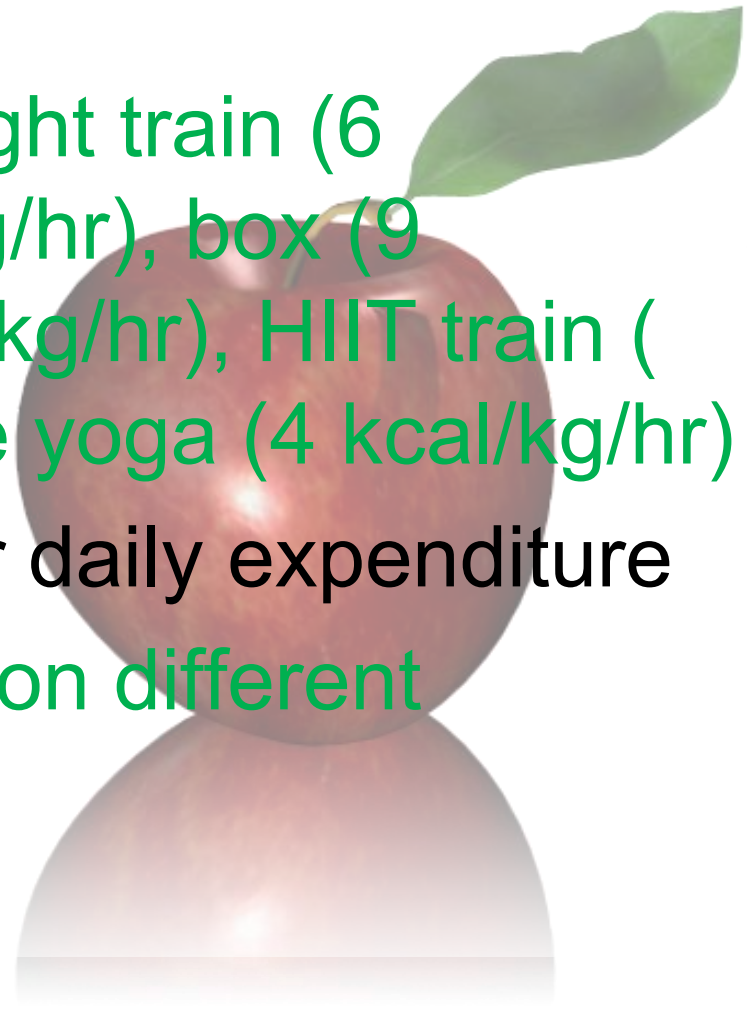 ght train (6
g/hr), box (9
kg/hr), HIIT train (
e yoga (4 kcal/kg/hr)
r daily expenditure
on different